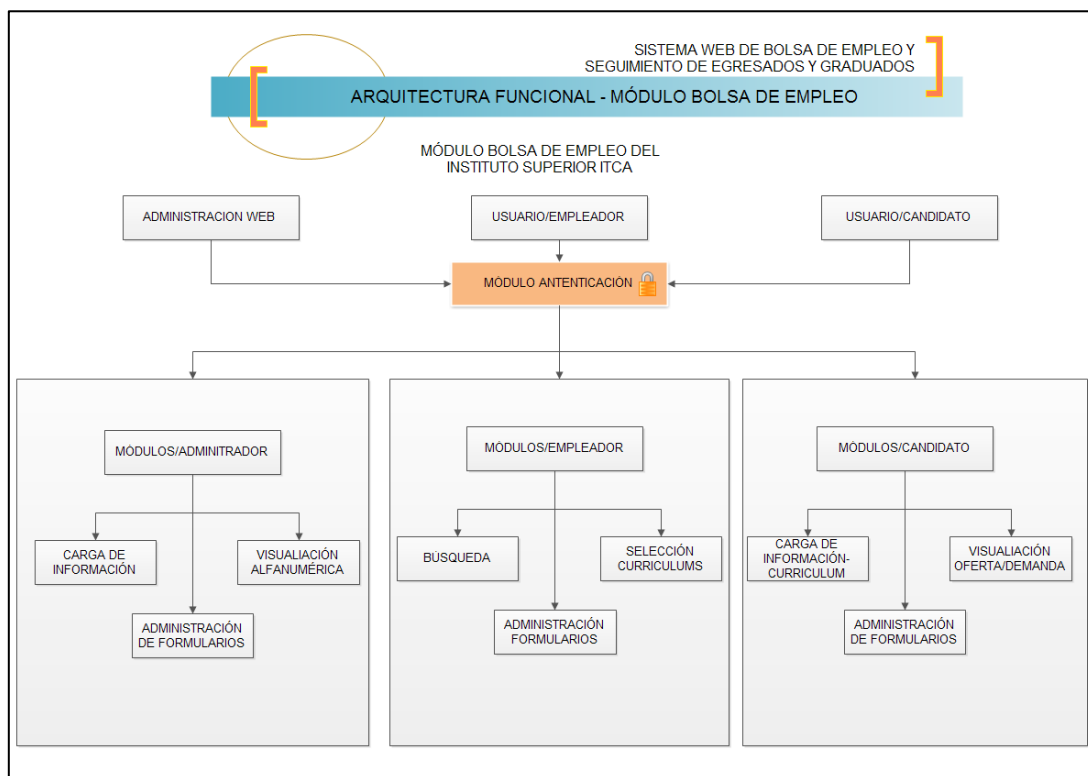 SISTEMA WEB DE BOLSA DE EMPLEO Y
SEGUIMIENTO DE EGRESADOS Y GRADUADOS
ARQUITECTURA FUNCIONAL - MÓDULO BOLSA DE EMPLEO
MÓDULO BOLSA DE EMPLEO DEL
INSTITUTO SUPERIOR ITCA
ADMINISTRACION WEB
USUARIO/EMPLEADOR
USUARIO/CANDIDATO
MÓDULO ANTENTICACIÓN
MÓDULOS/ADMINITRADOR
CARGA DE
INFORMACIÓN
VISUALIACIÓN
ALFANUMÉRICA
ADMINISTRACIÓN
DE FORMULARIOS
MÓDULOS/EMPLEADOR
BÚSQUEDA
SELECCIÓN
CURRICULUMS
ADMINISTRACIÓN
FORMULARIOS
MÓDULOS/CANDIDATO
CARGA DE
INFORMACIÓN-
CURRICULUM
VISUALIACIÓN
OFERTA/DEMANDA
ADMINISTRACIÓN
DE FORMULARIOS